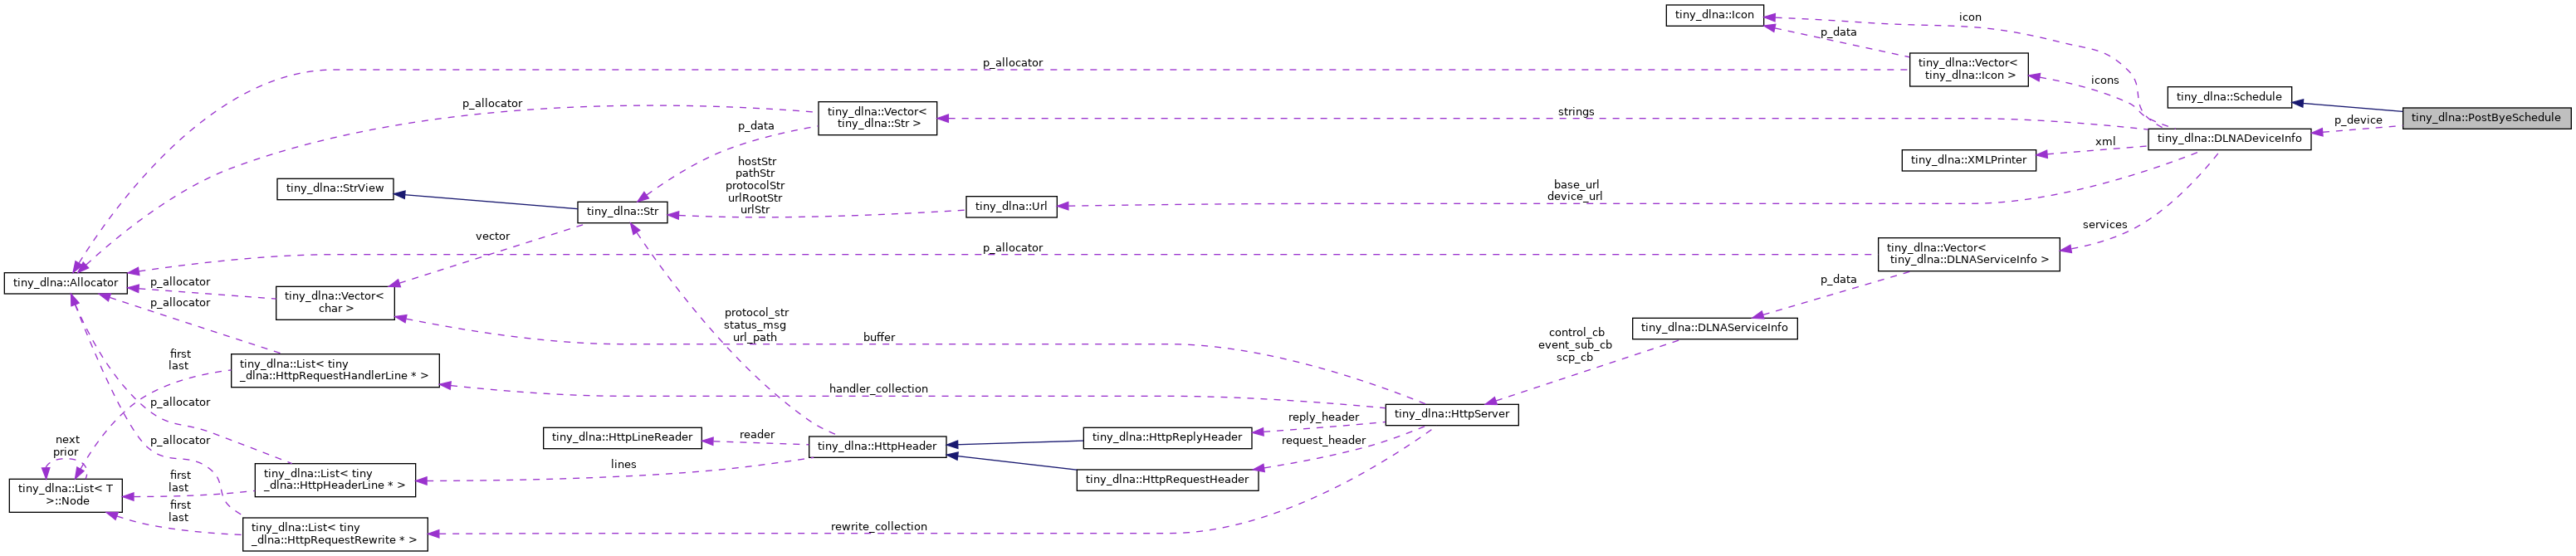 tiny_dlna::Icon
icon
p_data
p_allocator
tiny_dlna::Vector<
tiny_dlna::Icon >
icons
tiny_dlna::Schedule
p_allocator
tiny_dlna::Vector<
tiny_dlna::Str >
strings
p_device
tiny_dlna::PostByeSchedule
p_data
tiny_dlna::DLNADeviceInfo
xml
tiny_dlna::XMLPrinter
hostStr
pathStr
protocolStr
urlRootStr
urlStr
tiny_dlna::StrView
base_url
device_url
tiny_dlna::Str
tiny_dlna::Url
services
vector
p_allocator
tiny_dlna::Vector<
tiny_dlna::DLNAServiceInfo >
tiny_dlna::Allocator
p_allocator
p_data
tiny_dlna::Vector<
char >
p_allocator
protocol_str
status_msg
url_path
buffer
tiny_dlna::DLNAServiceInfo
control_cb
event_sub_cb
scp_cb
first
last
tiny_dlna::List< tiny
_dlna::HttpRequestHandlerLine * >
handler_collection
p_allocator
tiny_dlna::HttpServer
reply_header
p_allocator
next
prior
tiny_dlna::HttpLineReader
reader
tiny_dlna::HttpHeader
tiny_dlna::HttpReplyHeader
request_header
lines
tiny_dlna::List< T
>::Node
first
last
tiny_dlna::List< tiny
_dlna::HttpHeaderLine * >
tiny_dlna::HttpRequestHeader
first
last
tiny_dlna::List< tiny
_dlna::HttpRequestRewrite * >
rewrite_collection